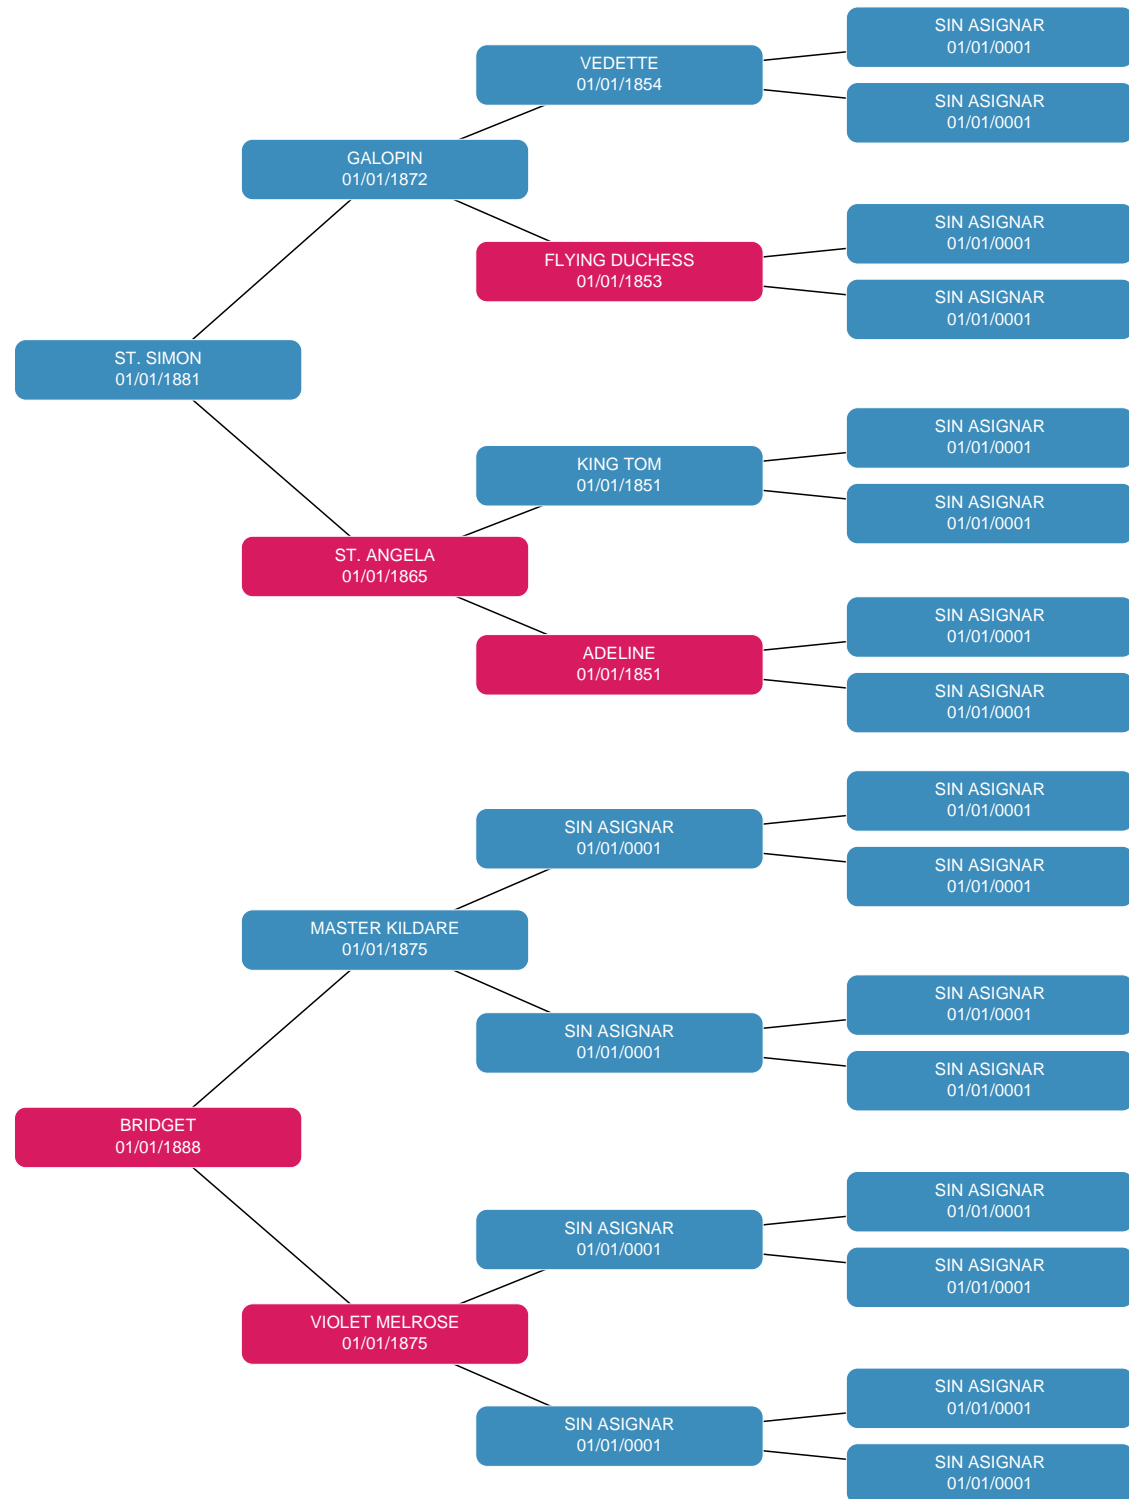 SIN ASIGNAR
01/01/0001
VEDETTE
01/01/1854
SIN ASIGNAR
01/01/0001
GALOPIN
01/01/1872
SIN ASIGNAR
01/01/0001
FLYING DUCHESS
01/01/1853
SIN ASIGNAR
01/01/0001
ST. SIMON
01/01/1881
SIN ASIGNAR
01/01/0001
KING TOM
01/01/1851
SIN ASIGNAR
01/01/0001
ST. ANGELA
01/01/1865
SIN ASIGNAR
01/01/0001
ADELINE
01/01/1851
SIN ASIGNAR
01/01/0001
SIN ASIGNAR
01/01/0001
SIN ASIGNAR
01/01/0001
SIN ASIGNAR
01/01/0001
MASTER KILDARE
01/01/1875
SIN ASIGNAR
01/01/0001
SIN ASIGNAR
01/01/0001
SIN ASIGNAR
01/01/0001
BRIDGET
01/01/1888
SIN ASIGNAR
01/01/0001
SIN ASIGNAR
01/01/0001
SIN ASIGNAR
01/01/0001
VIOLET MELROSE
01/01/1875
SIN ASIGNAR
01/01/0001
SIN ASIGNAR
01/01/0001
SIN ASIGNAR
01/01/0001